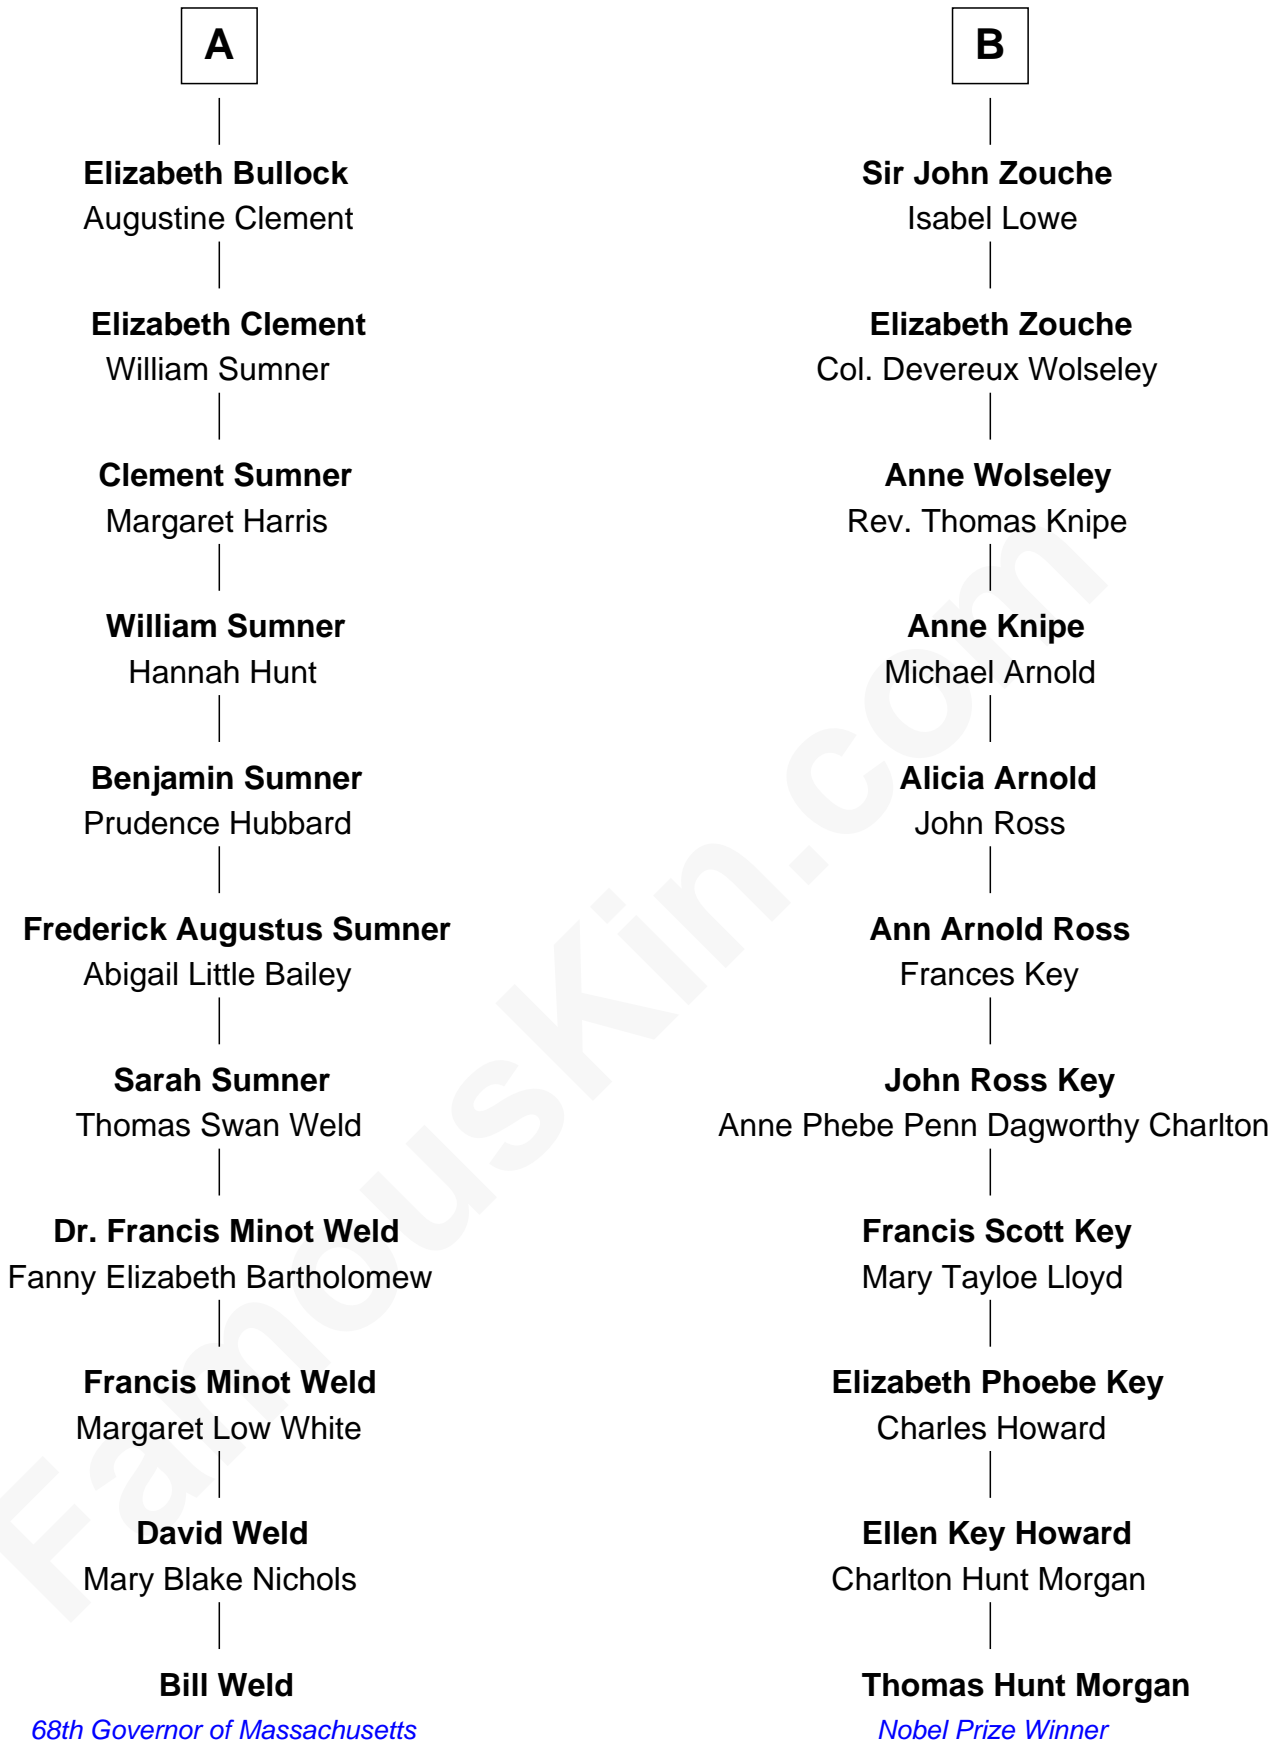 A
Elizabeth Bullock
Augustine Clement
Elizabeth Clement
William Sumner
Clement Sumner
Margaret Harris
William Sumner
Hannah Hunt
Benjamin Sumner
Prudence Hubbard
Frederick Augustus Sumner
Abigail Little Bailey
Sarah Sumner
Thomas Swan Weld
Dr. Francis Minot Weld
Fanny Elizabeth Bartholomew
Francis Minot Weld
Margaret Low White
David Weld
Mary Blake Nichols
Bill Weld
68th Governor of Massachusetts
B
Sir John Zouche
Isabel Lowe
Elizabeth Zouche
Col. Devereux Wolseley
Anne Wolseley
Rev. Thomas Knipe
Anne Knipe
Michael Arnold
Alicia Arnold
John Ross
Ann Arnold Ross
Frances Key
John Ross Key
Anne Phebe Penn Dagworthy Charlton
Francis Scott Key
Mary Tayloe Lloyd
Elizabeth Phoebe Key
Charles Howard
Ellen Key Howard
Charlton Hunt Morgan
Thomas Hunt Morgan
Nobel Prize Winner
FamousKin.com